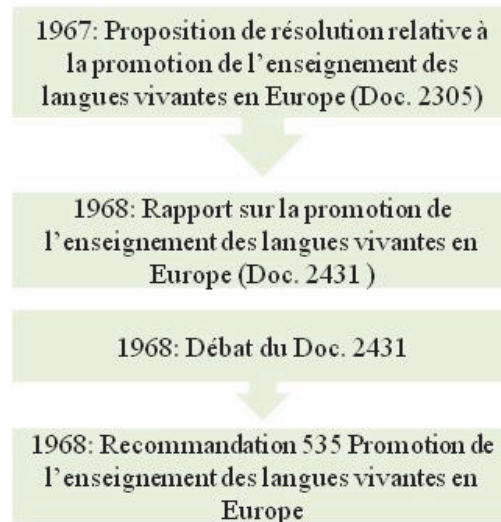 1967: Proposition de résolution relative à
la promotion de l’enseignement des
langues vivantes en Europe (Doc. 2305)
1968: Rapport sur la promotion de
l’enseignement des langues vivantes en
Europe (Doc. 2431 )
1968: Débat du Doc. 2431
1968: Recommandation 535 Promotion de
l’enseignement des langues vivantes en
Europe